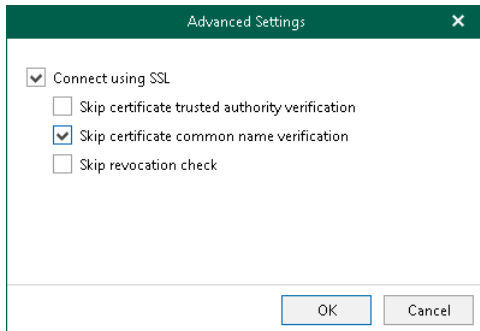 Advanced Settings
Connect using SSL
Skip certificate trusted authority verification
Skip certificate common name verification
Skip revocation check
OK Cancel